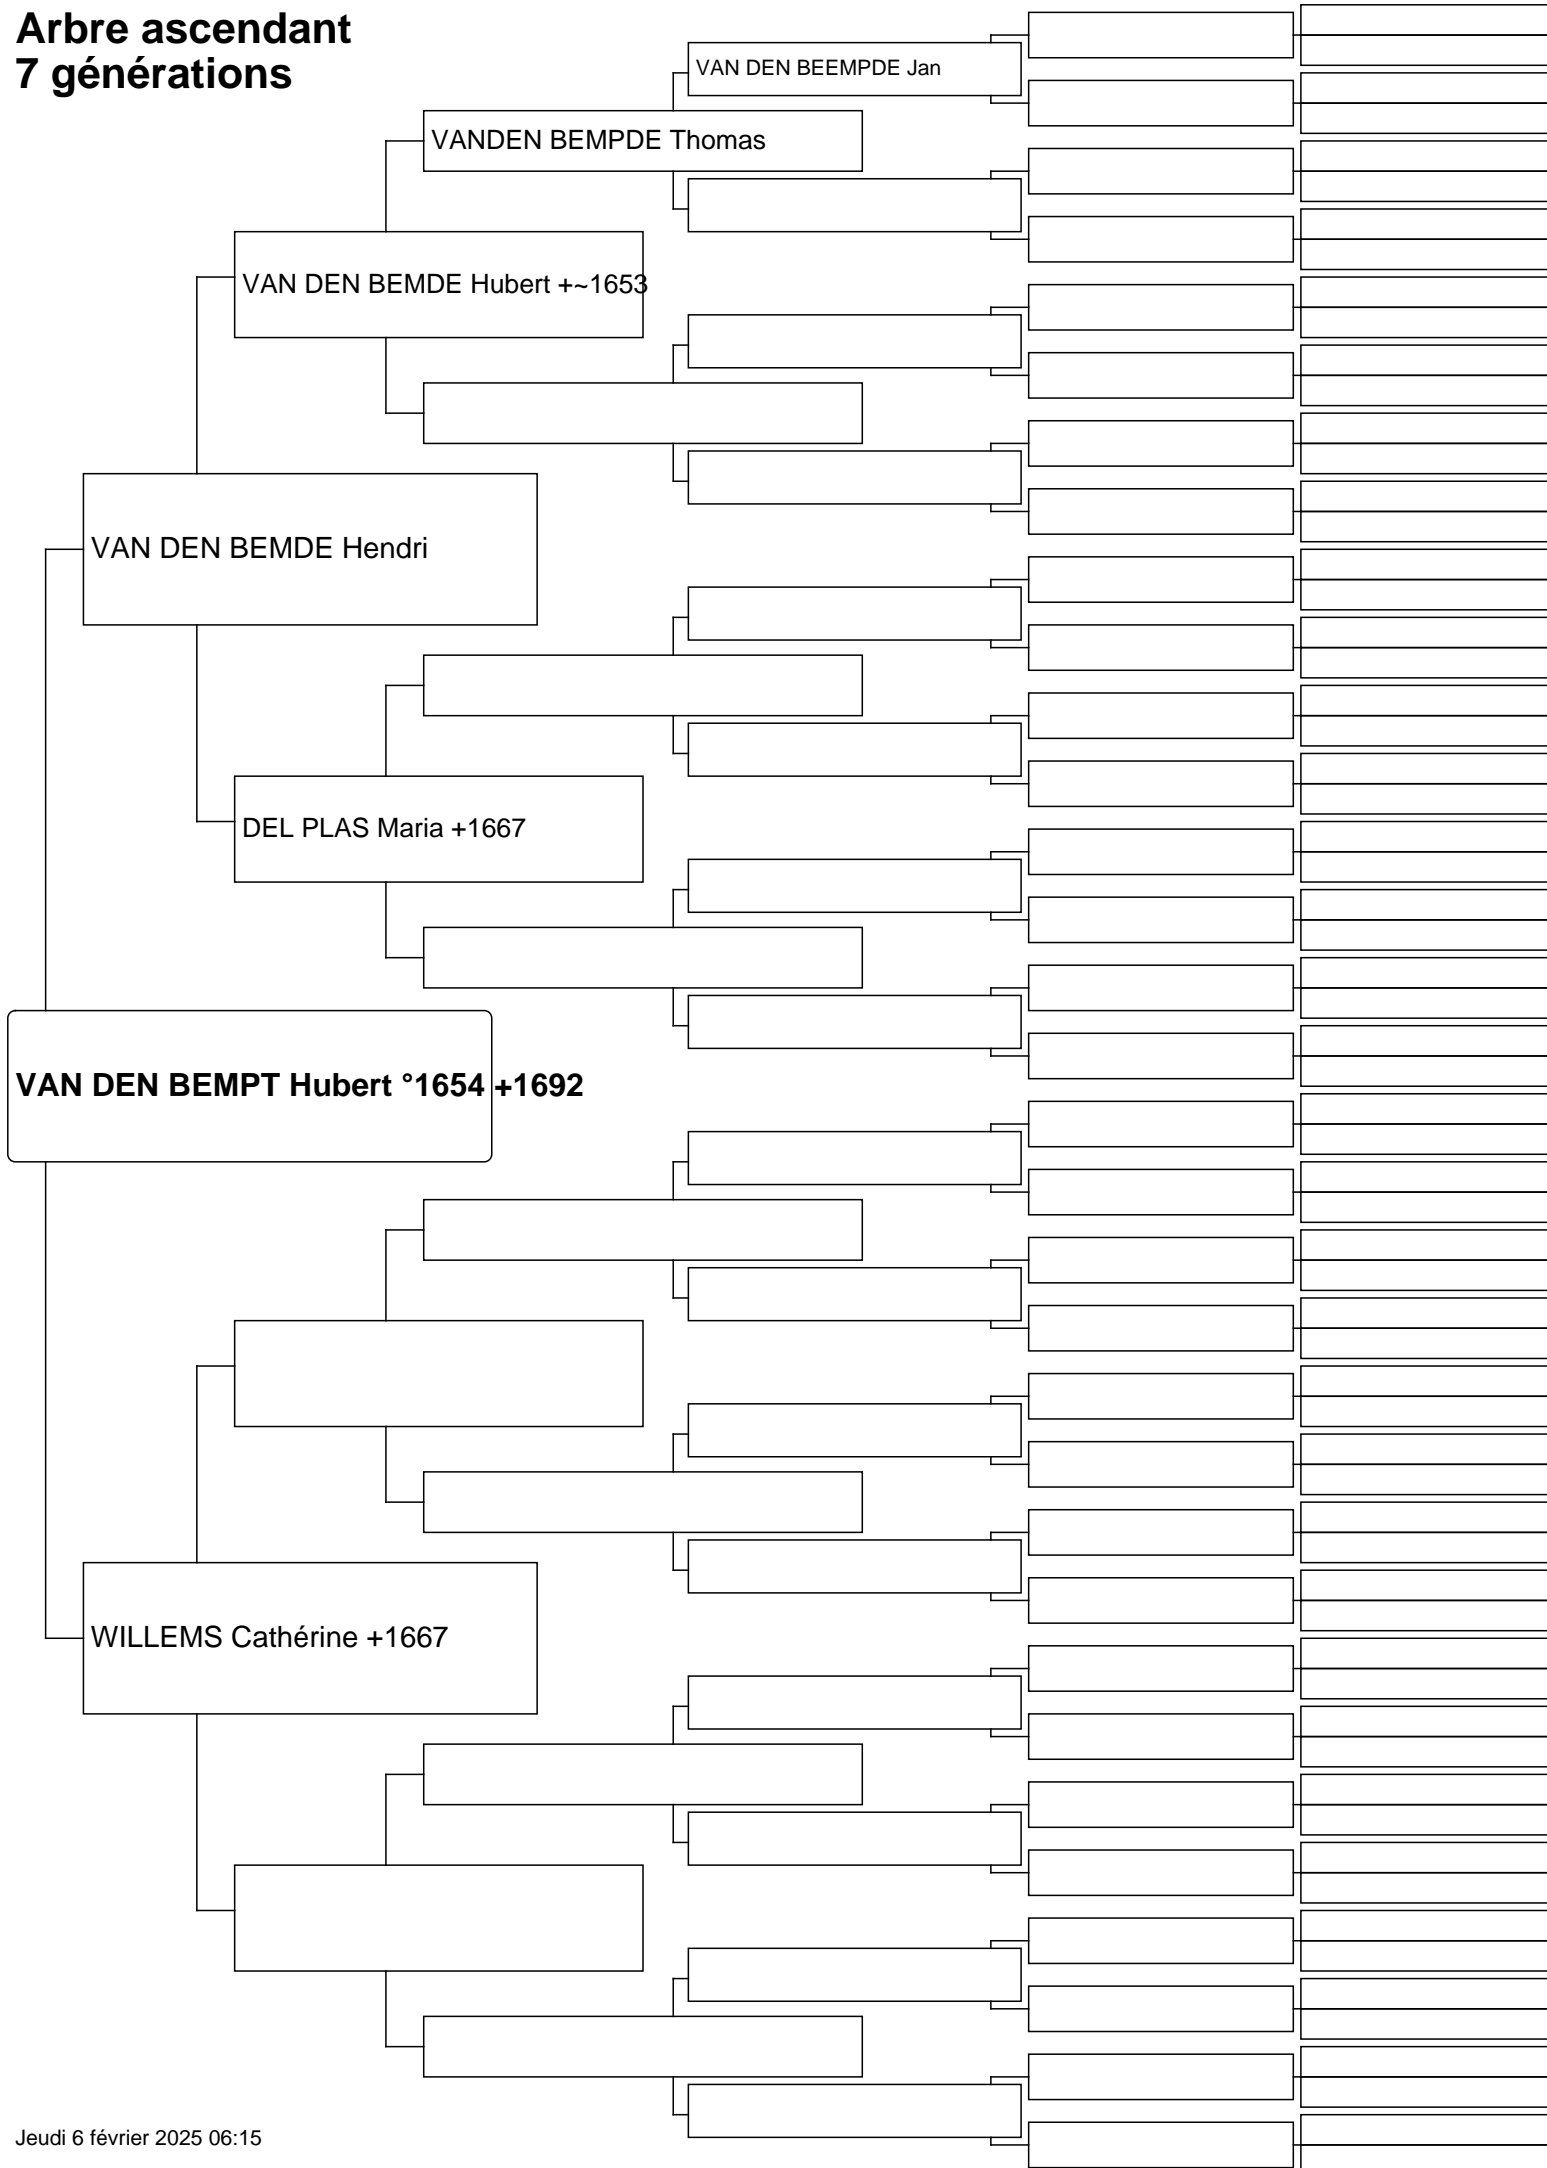 Arbre ascendant
7 générations
VAN DEN BEEMPDE Jan
VANDEN BEMPDE Thomas
VAN DEN BEMDE Hubert +~1653
VAN DEN BEMDE Hendri
DEL PLAS Maria +1667
VAN DEN BEMPT Hubert °1654 +1692
WILLEMS Cathérine +1667
Jeudi 6 février 2025 06:15